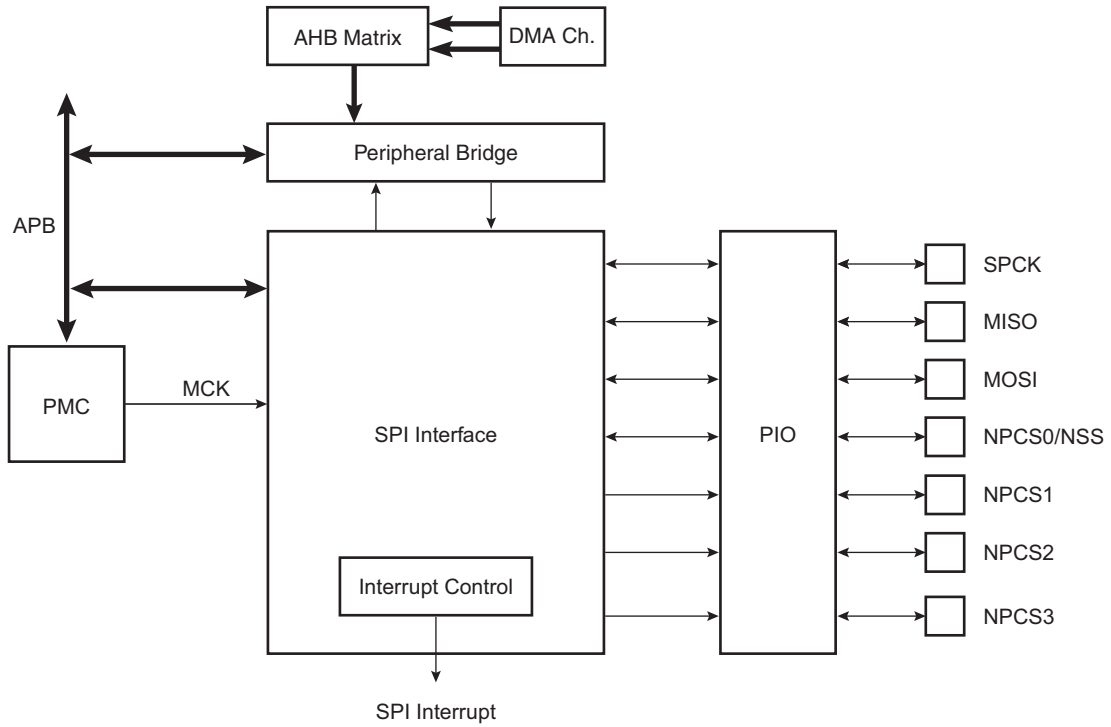 AHB Matrix
DMA Ch.
Peripheral Bridge
APB
SPCK
MISO
MCK
MOSI
PMC
SPI Interface
PIO
NPCS0/NSS
NPCS1
NPCS2
Interrupt Control
NPCS3
SPI Interrupt